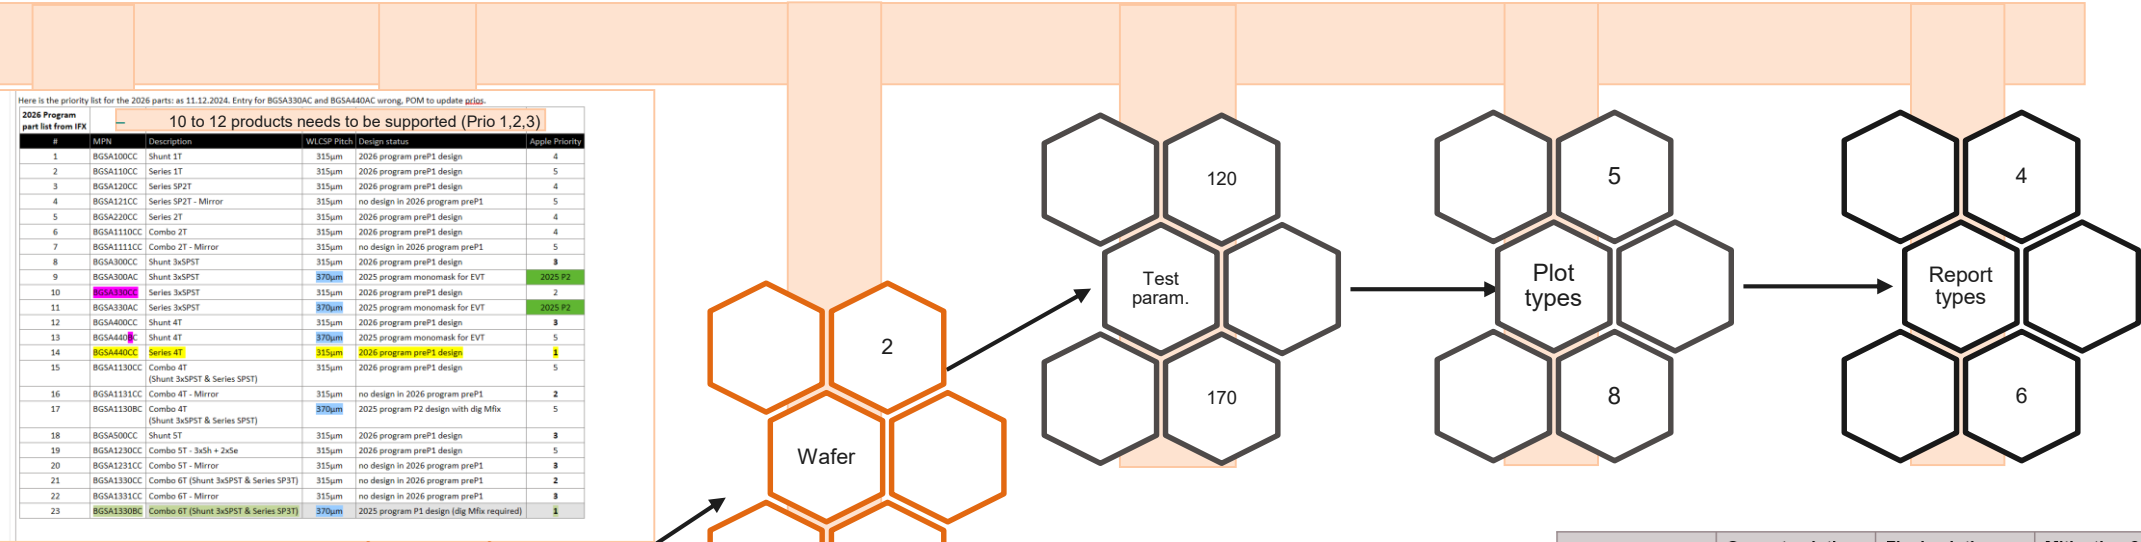 Here is the priority list for the 2026 parts: as 11.12.2024. Entry for BGSA330AC and BGSA440AC wrong, POM to update prios.
2026 Program
part list from IFX
– 10 to 12 products needs to be supported (Prio 1,2,3)
# MPN Description WLCSP Pitch Design status Apple Priority
1 BGSA100CC Shunt 1T 315µm 2026 program preP1 design 4
2 BGSA110CC Series 1T 315µm 2026 program preP1 design 5
3 BGSA120CC Series SP2T 315µm 2026 program preP1 design 4
4 BGSA121CC Series SP2T - Mirror 315µm no design in 2026 program preP1 5
5 BGSA220CC Series 2T 315µm 2026 program preP1 design 4
6 BGSA1110CC Combo 2T 315µm 2026 program preP1 design 4
7 BGSA1111CC Combo 2T - Mirror 315µm no design in 2026 program preP1 5
8 BGSA300CC Shunt 3xSPST 315µm 2026 program preP1 design 3
9 BGSA300AC Shunt 3xSPST 370µm 2025 program monomask for EVT 2025 P2
10 BGSA330CC Series 3xSPST 315µm 2026 program preP1 design 2
11 BGSA330AC Series 3xSPST 370µm 2025 program monomask for EVT 2025 P2
12 BGSA400CC Shunt 4T 315µm 2026 program preP1 design 3
13 BGSA440BC Shunt 4T 370µm 2025 program monomask for EVT 5
14 BGSA440CC Series 4T 315µm 2026 program preP1 design 1
15 BGSA1130CC Combo 4T 315µm 2026 program preP1 design 5
(Shunt 3xSPST & Series SPST)
16 BGSA1131CC Combo 4T - Mirror 315µm no design in 2026 program preP1 2
17 BGSA1130BC Combo 4T 370µm 2025 program P2 design with dig Mfix 5
(Shunt 3xSPST & Series SPST)
18 BGSA500CC Shunt 5T 315µm 2026 program preP1 design 3
19 BGSA1230CC Combo 5T - 3xSh + 2xSe 315µm 2026 program preP1 design 5
20 BGSA1231CC Combo 5T - Mirror 315µm no design in 2026 program preP1 3
21 BGSA1330CC Combo 6T (Shunt 3xSPST & Series SP3T) 315µm no design in 2026 program preP1 2
22 BGSA1331CC Combo 6T - Mirror 315µm no design in 2026 program preP1 3
23 BGSA1330BC Combo 6T (Shunt 3xSPST & Series SP3T) 370µm 2025 program P1 design (dig Mfix required) 1
2
Wafer
120
Test
param.
170
5
Plot
types
8
4
Report
types
6